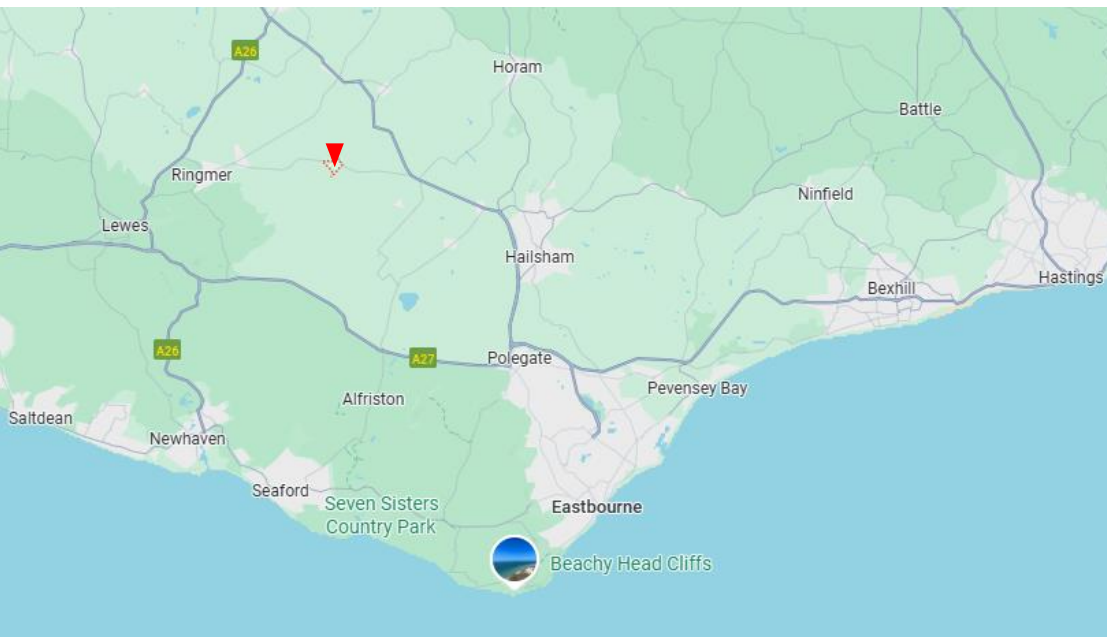 A26
Horam
Battle
Ringmer
Ninfield
Lewes
Hailsham
Hastings
Bexhill
A26
A27
Polegate
Pevensey Bay
Alfriston
Saltdean
Newhaven
Seaford
Seven Sisters
Country Park
Eastbourne
Beachy Head Cliffs